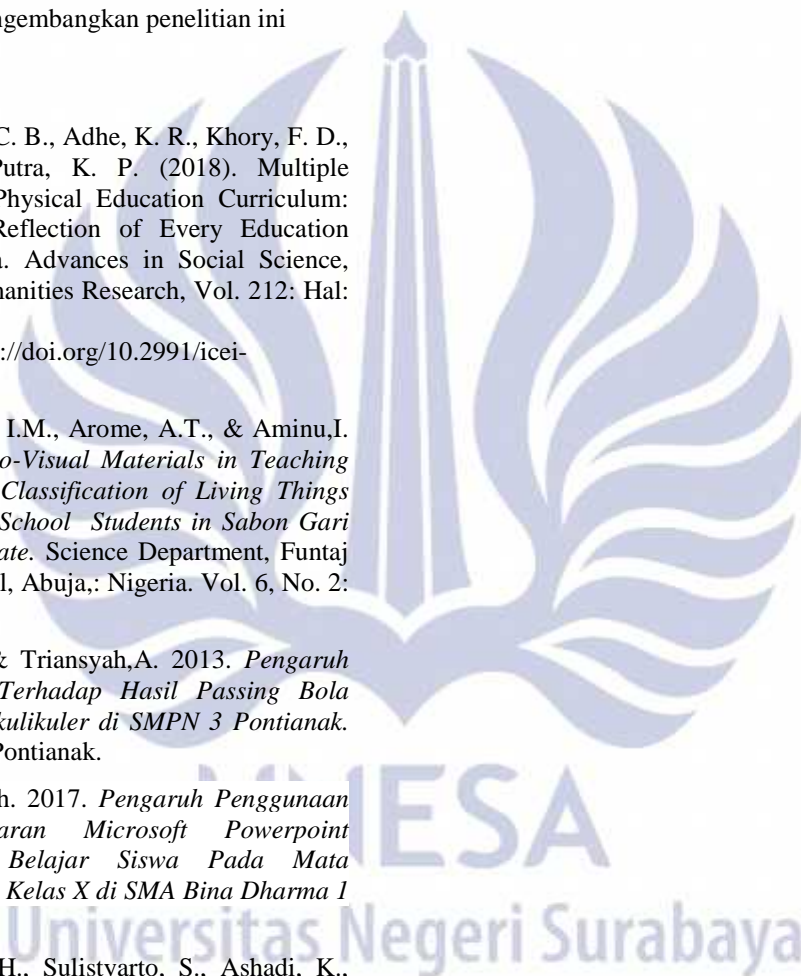 ngembangkan penelitian ini
C. B., Adhe, K. R., Khory, F. D.,
Putra, K. P. (2018). Multiple
Physical Education Curriculum:
Reflection of Every Education
a. Advances in Social Science,
manities Research, Vol. 212: Hal:
://doi.org/10.2991/icei-
I.M., Arome, A.T., & Aminu,I.
o-Visual Materials in Teaching
Classification of Living Things
School Students in Sabon Gari
ate. Science Department, Funtaj
l, Abuja,: Nigeria. Vol. 6, No. 2:
& Triansyah,A. 2013. Pengaruh
Terhadap Hasil Passing Bola
kulikuler di SMPN 3 Pontianak.
Pontianak.
h. 2017. Pengaruh Penggunaan
aran Microsoft Powerpoint
Belajar Siswa Pada Mata
Kelas X di SMA Bina Dharma 1
UNESA
Universitas Negeri Surabaya
H., Sulistyarto, S., Ashadi, K.,